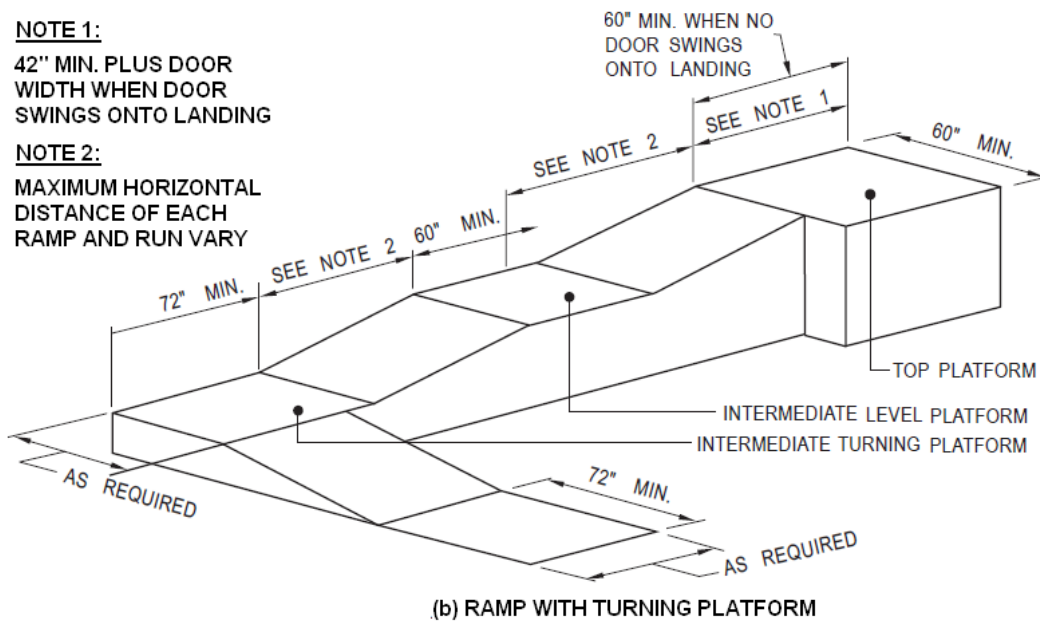 NOTE 1:
42" MIN. PLUS DOOR
WIDTH WHEN DOOR
SWINGS ONTO LANDING
NOTE 2:
MAXIMUM HORIZONTAL
DISTANCE OF EACH
RAMP AND RUN VARY
60" MIN. WHEN NO
DOOR SWINGS
ONTO LANDING
SEE NOTE 1
60" MIN.
SEE NOTE 2
60" MIN.
SEE NOTE 2
72" MIN.
TOP PLATFORM
INTERMEDIATE LEVEL PLATFORM
INTERMEDIATE TURNING PLATFORM
AS REQUIRED
72" MIN.
AS REQUIRED
(b) RAMP WITH TURNING PLATFORM